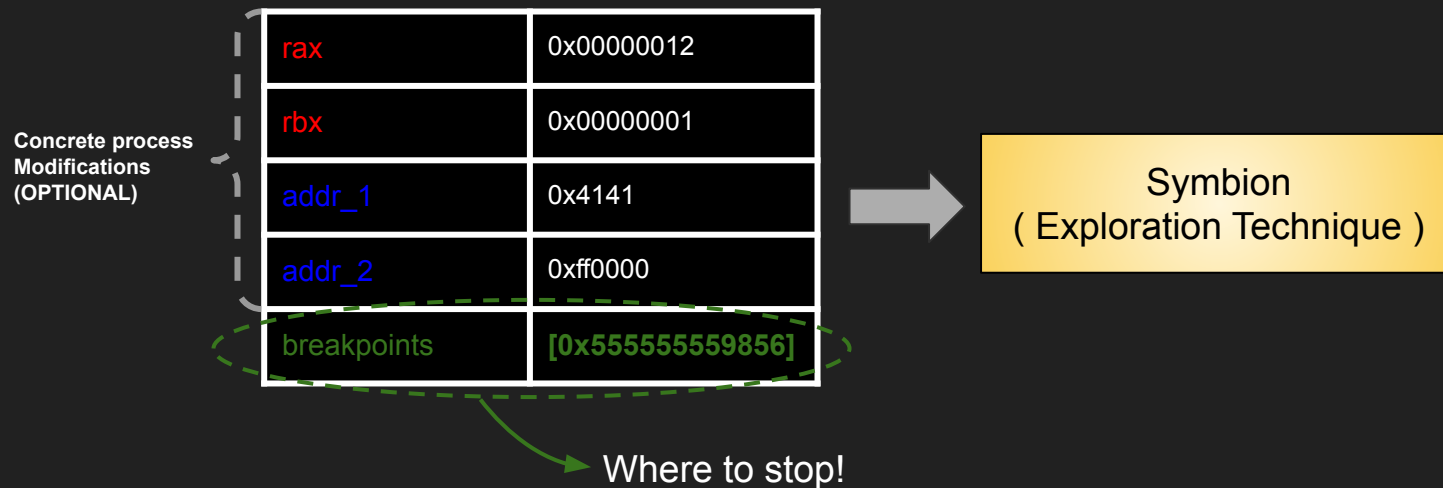 Concrete process
Modifications
(OPTIONAL)
rax 0x00000012
rbx 0x00000001
addr_1 0x4141
addr_2 0xff0000
breakpoints [0x555555559856]
Where to stop!
Symbion
( Exploration Technique )